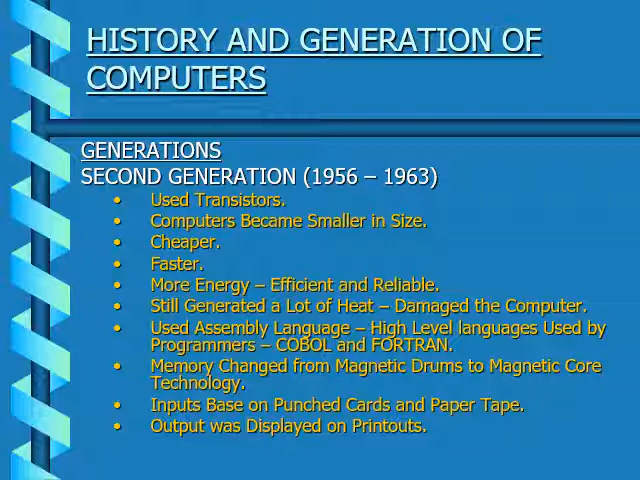 HISTORY AND GENERATION OF
COMPUTERS
GENERATIONS
SECOND GENERATION (1956 – 1963)
• Used Transistors.
• Computers Became Smaller in Size.
• Cheaper.
• Faster.
• More Energy – Efficient and Reliable.
• Still Generated a Lot of Heat – Damaged the Computer.
• Used Assembly Language – High Level languages Used by
Programmers – COBOL and FORTRAN.
• Memory Changed from Magnetic Drums to Magnetic Core
Technology.
• Inputs Base on Punched Cards and Paper Tape.
• Output was Displayed on Printouts.